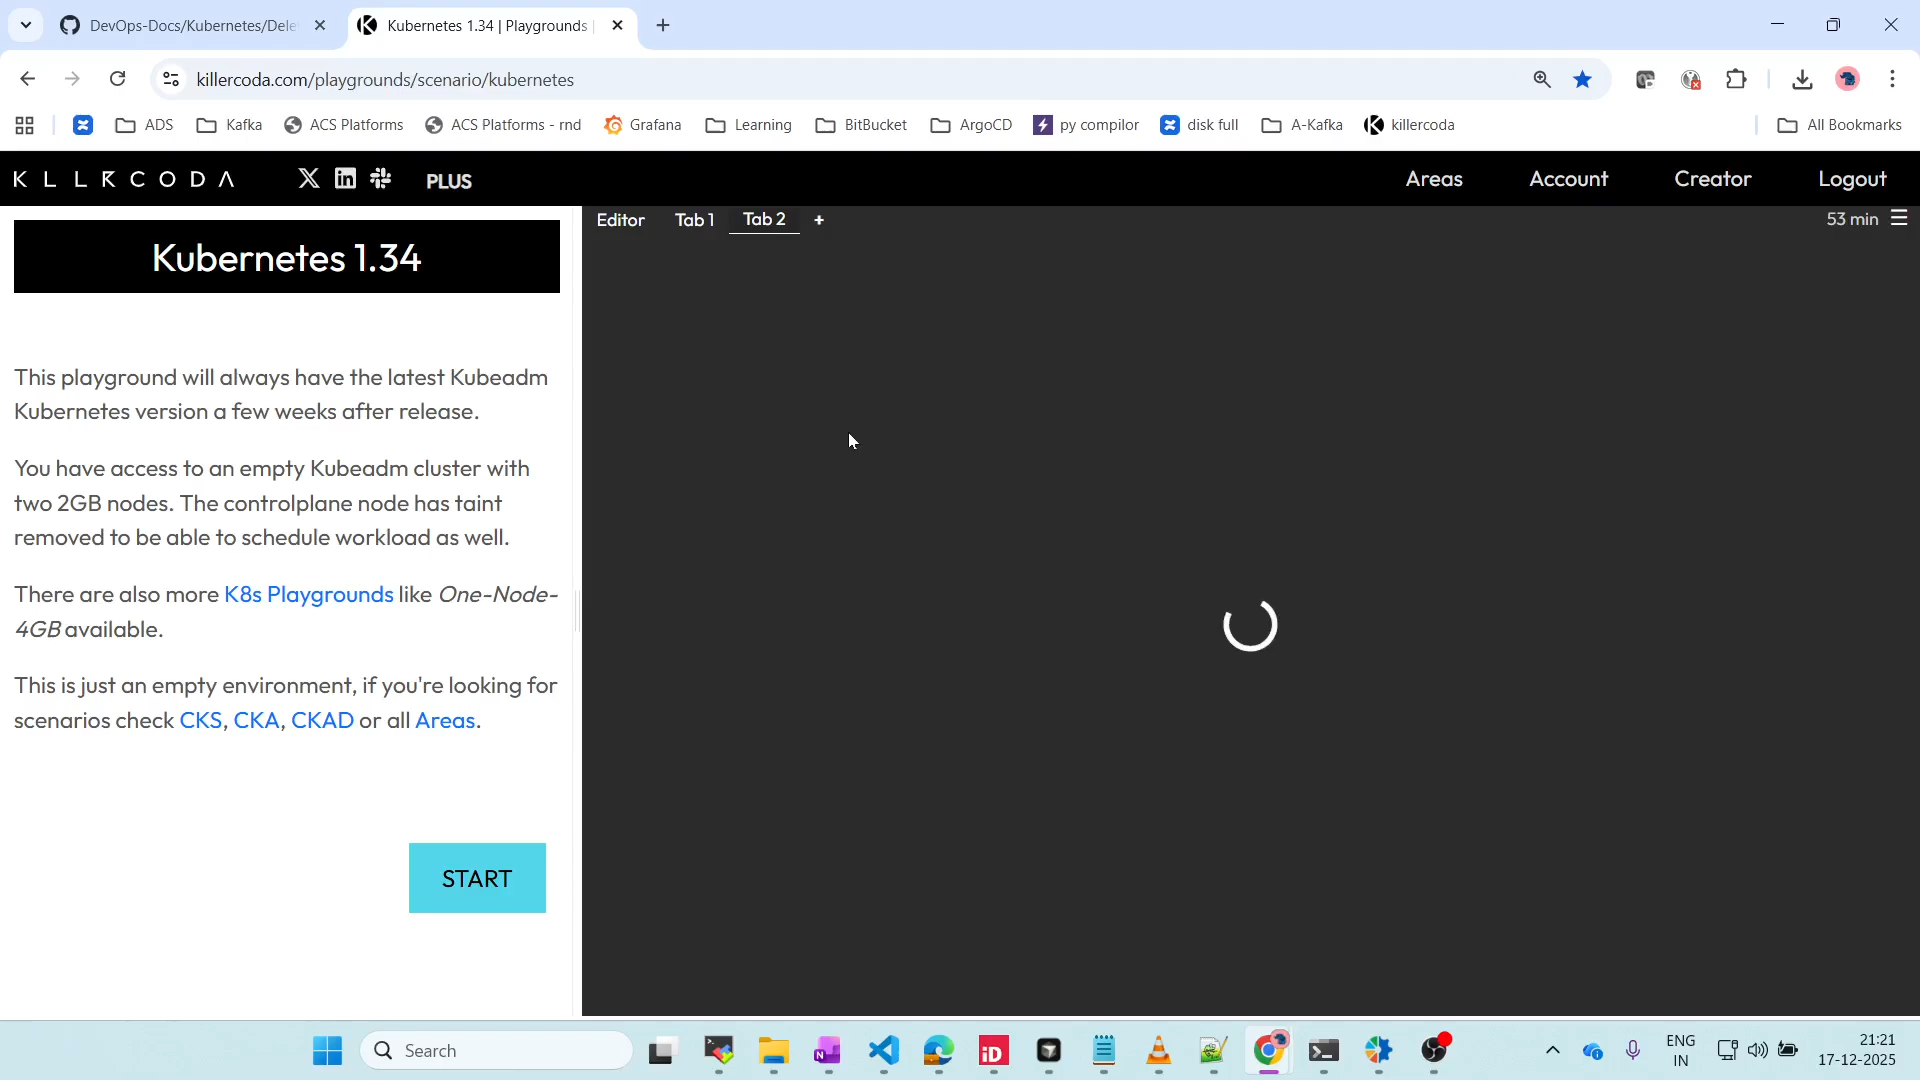 DevOps-Docs/Kubernetes/Dele
Kubernetes 1.34 | Playgrounds |
killercoda.com/playgrounds/scenario/kubernetes
ADS
Kafka
ACS Platforms
ACS Platforms - rnd
Grafana
Learning
BitBucket
ArgoCD
py compilor
disk full
A-Kafka
killercoda
All Bookmarks
KLLRCODA
PLUS
Areas
Account
Creator
Logout
Kubernetes 1.34
Editor
Tab 1
Tab 2
+
53 min
This playground will always have the latest Kubeadm
Kubernetes version a few weeks after release.
You have access to an empty Kubeadm cluster with
two 2GB nodes. The controlplane node has taint
removed to be able to schedule workload as well.
There are also more K8s Playgrounds like One-Node-
4GB available.
This is just an empty environment, if you're looking for
scenarios check CKS, CKA, CKAD or all Areas.
START
Search
ENG
IN
21:21
17-12-2025